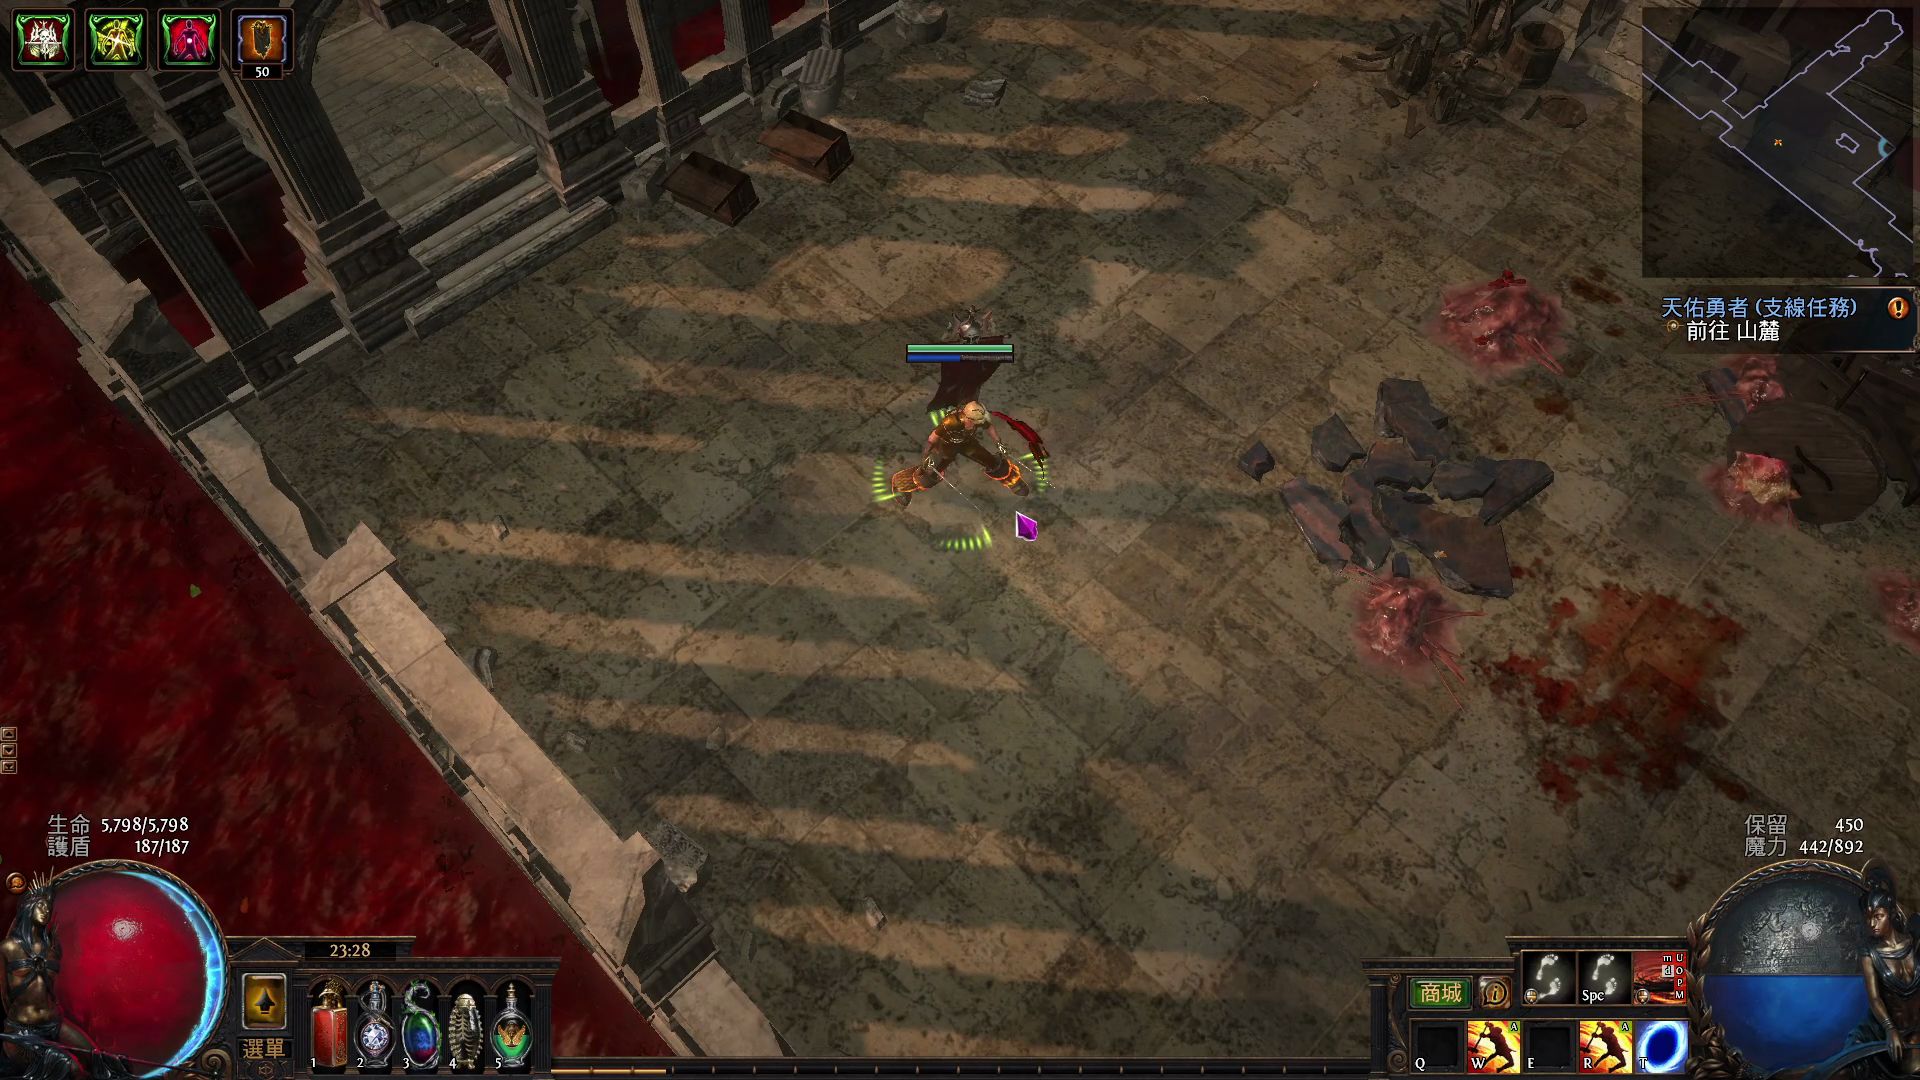 50
天佑勇者 (支線任務)
前往 山麓
生命 5,798/5,798
護盾 187/187
保留 450
魔力 442/892
23:28
選單
1
2
3
4
5
商城
Spc
m U
d O
P
M
Q
W
A
E
R
A
T